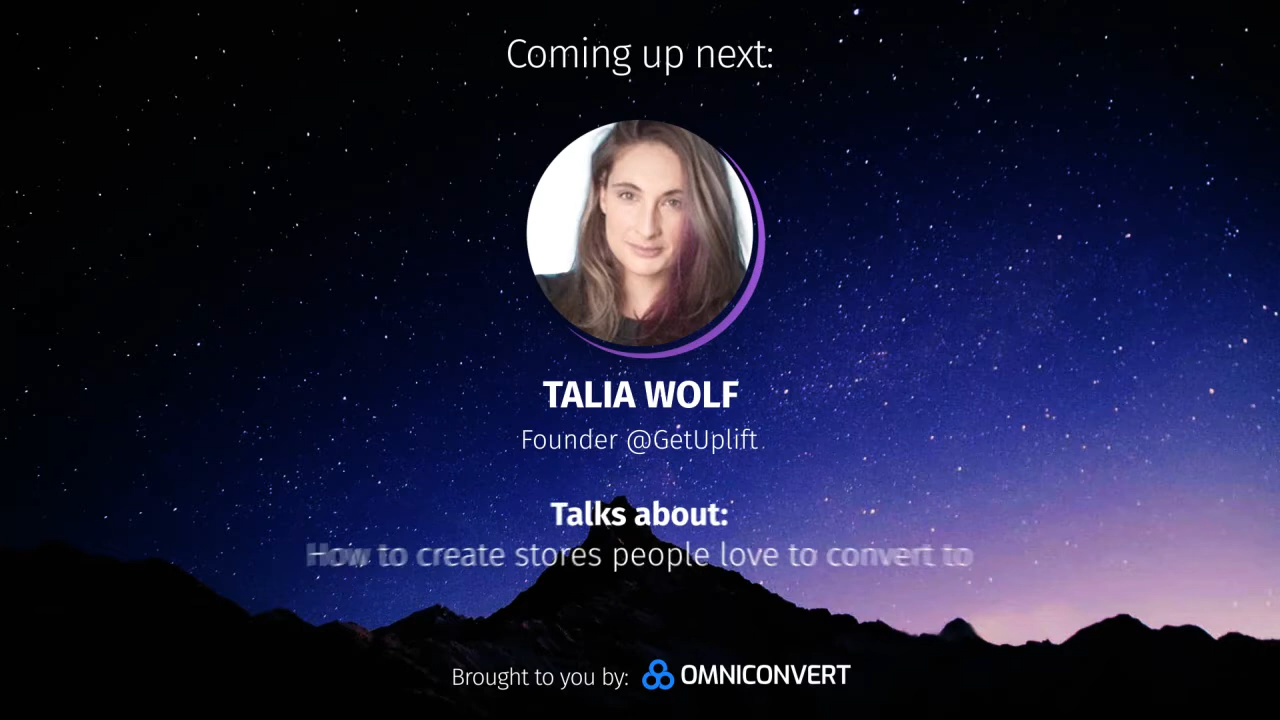 Coming up next:
TALIA WOLF
Founder @GetUplift
Talks about:
How to create stores people love to convert to
Brought to you by: OMNICONVERT